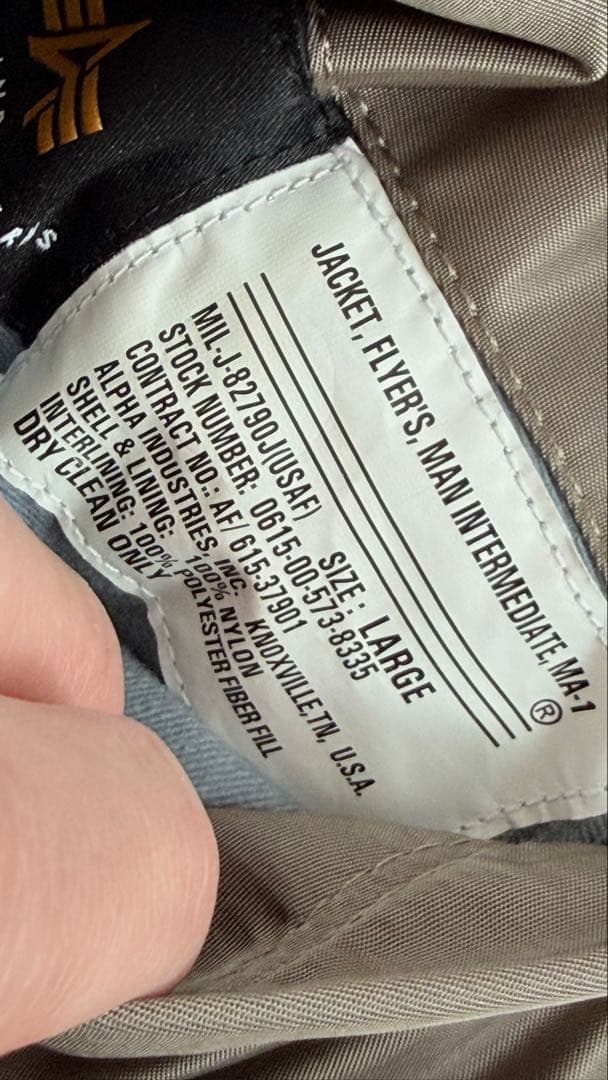 JACKET, FLYER'S, MAN INTERMEDIATE, MA-1
®
MIL-J-82790J(USAF) SIZE: LARGE
STOCK NUMBER: 0615-00-573-8335
CONTRACT NO.: AF/ 615-37901
ALPHA INDUSTRIES, INC. KNOXVILLE, TN, U.S.A.
SHELL & LINING: 100% NYLON
INTERLINING: 100% POLYESTER FIBER FILL
DRY CLEAN ONLY